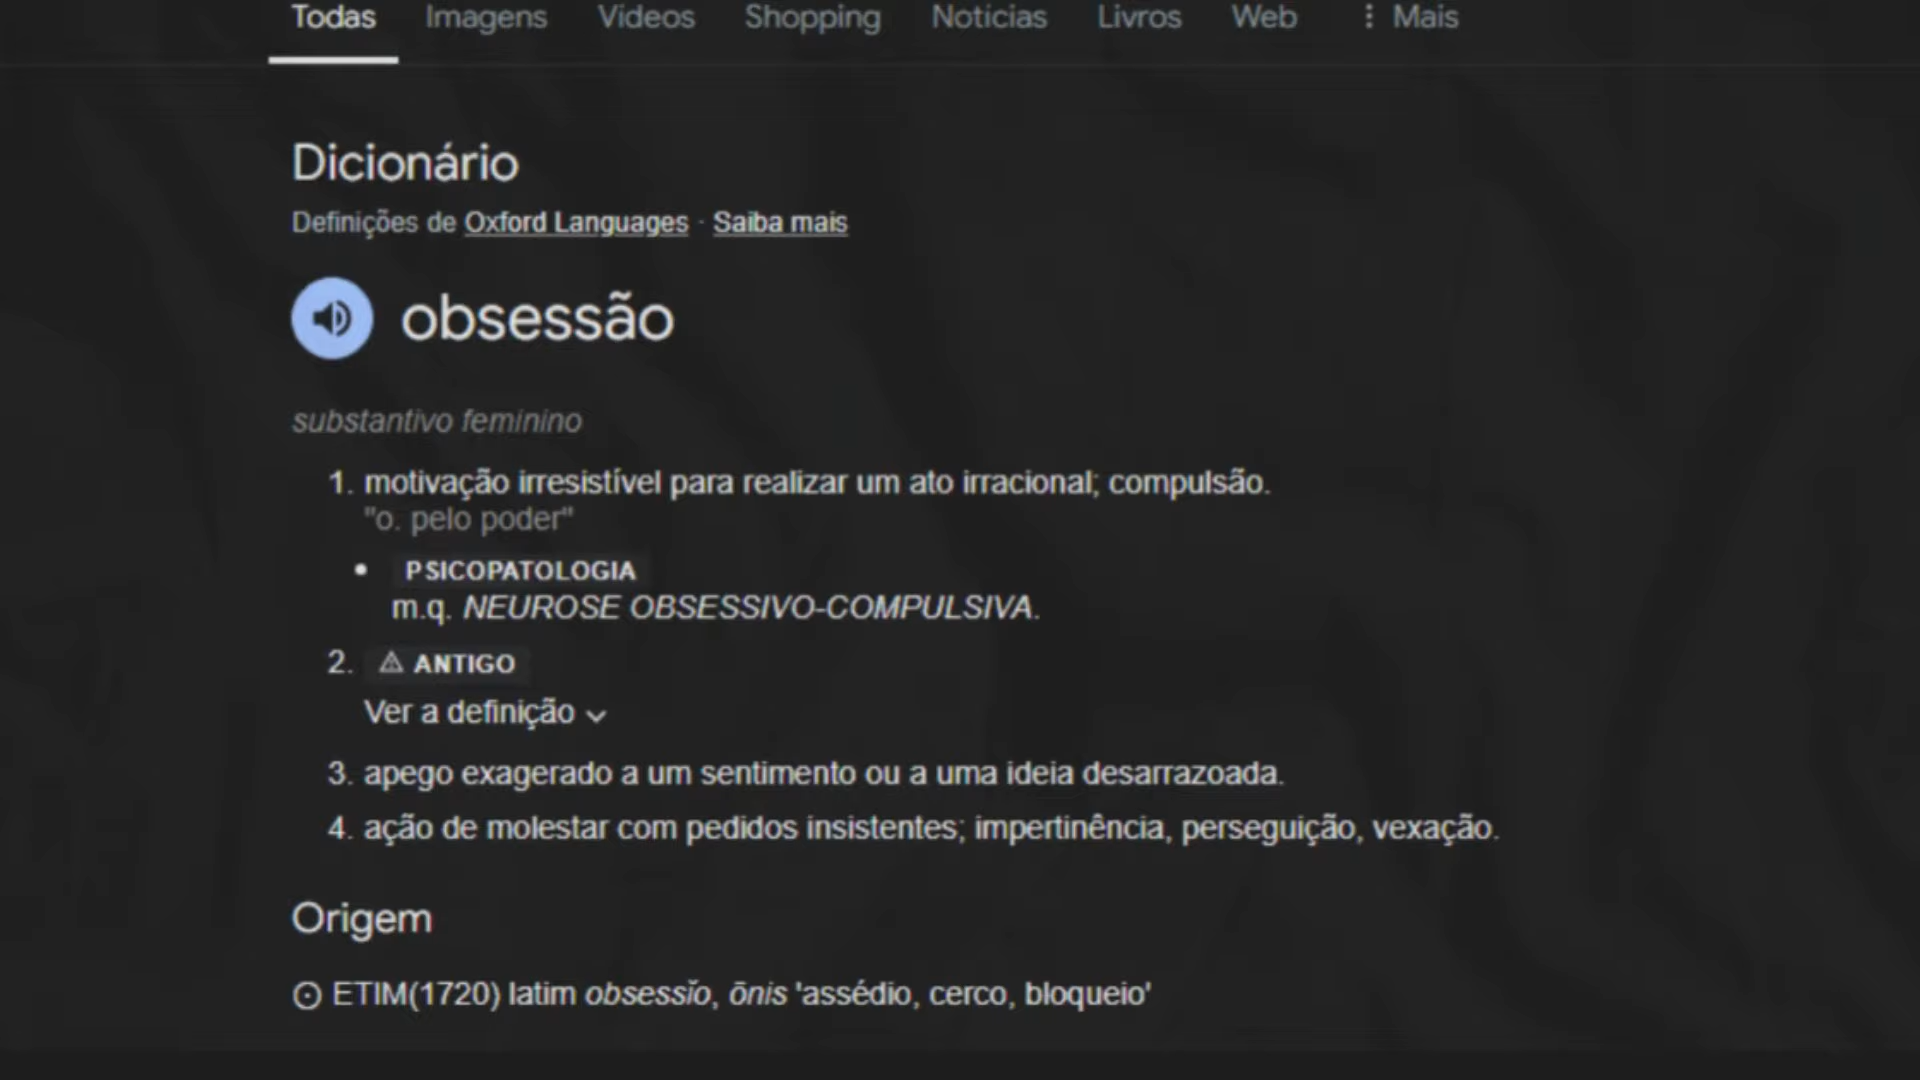 Todas Imagens Vídeos Shopping Notícias Livros Web Mais
Dicionário
Definições de Oxford Languages · Saiba mais
obsessão
substantivo feminino
1. motivação irresistível para realizar um ato irracional; compulsão.
"o. pelo poder"
• PSICOPATOLOGIA
m.q. NEUROSE OBSESSIVO-COMPULSIVA.
2. ⚠ ANTIGO
Ver a definição
3. apego exagerado a um sentimento ou a uma ideia desarrazoada.
4. ação de molestar com pedidos insistentes; impertinência, perseguição, vexação.
Origem
⊙ ETIM(1720) latim obsessĭo, ōnis 'assédio, cerco, bloqueio'